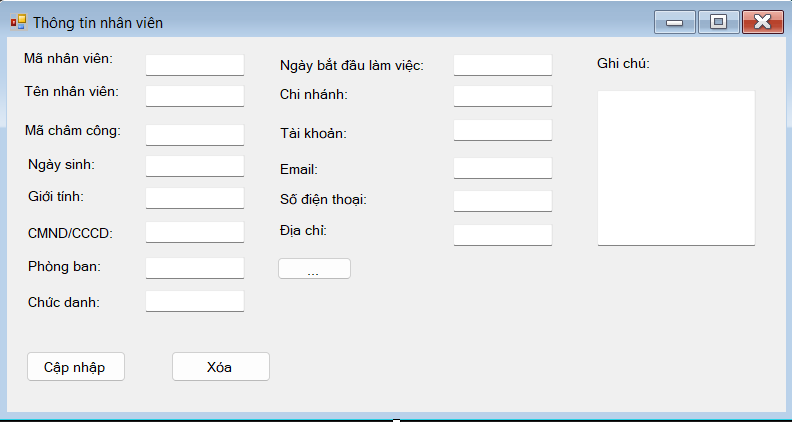 Thông tin nhân viên
Mã nhân viên:
Tên nhân viên:
Mã châm công:
Ngày sinh:
Giới tính:
CMND/CCCD:
Phòng ban:
Chức danh:
Ngày bắt đầu làm việc:
Chi nhánh:
Tài khoản:
Email:
Số điện thoại:
Địa chỉ:
...
Ghi chú:
Cập nhập
Xóa